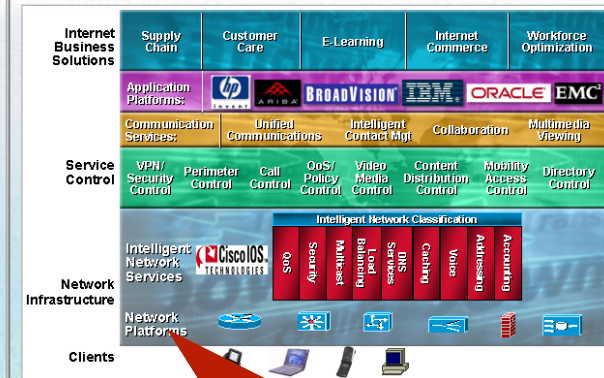 Internet
Business
Solutions
Supply
Chain
Customer
Care
E-Learning
Internet
Commerce
Workforce
Optimization
Application
Platforms:
hp
invent
ARIBA
BROADVISION
IBM
ORACLE
EMC²
Communication
Services:
Unified
Communications
Intelligent
Contact Mgt
Collaboration
Multimedia
Viewing
Service
Control
VPN/
Security
Control
Perimeter
Control
Call
Control
QoS/
Policy
Control
Video
Media
Control
Content
Distribution
Control
Mobility
Access
Control
Directory
Control
Network
Infrastructure
Intelligent Network Classification
Intelligent
Network
Services
Cisco IOS.
TECHNOLOGIES
QoS
Security
Multicast
Load
Balancing
DNS
Services
Caching
Voice
Addressing
Accounting
Network
Platforms
Clients